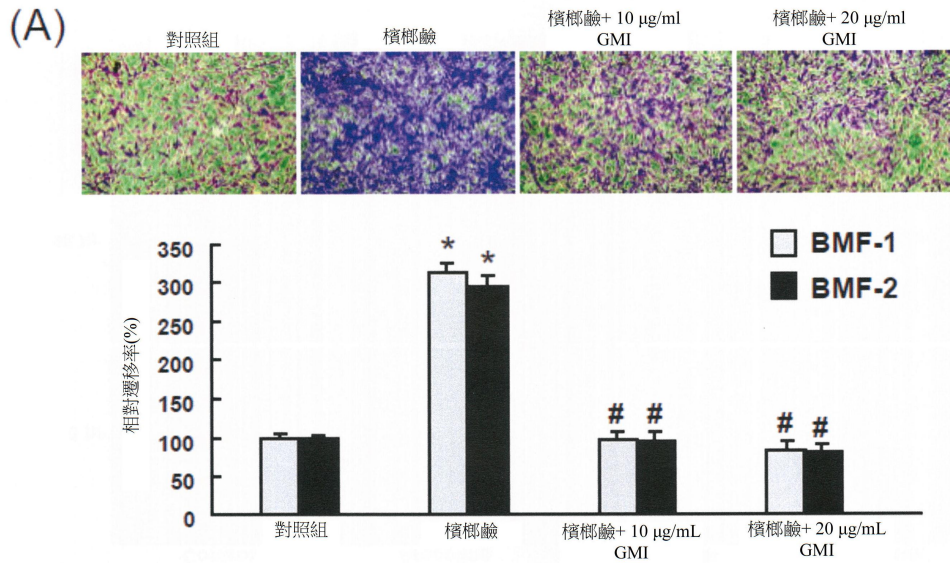 (A)
對照組
檳榔鹼
檳榔鹼+ 10 μg/ml
GMI
檳榔鹼+ 20 μg/ml
GMI
相對遷移率(%)
350
300
250
200
150
100
50
0
*
*
#
#
#
#
BMF-1
BMF-2
對照組
檳榔鹼
檳榔鹼+ 10 μg/mL
GMI
檳榔鹼+ 20 μg/mL
GMI